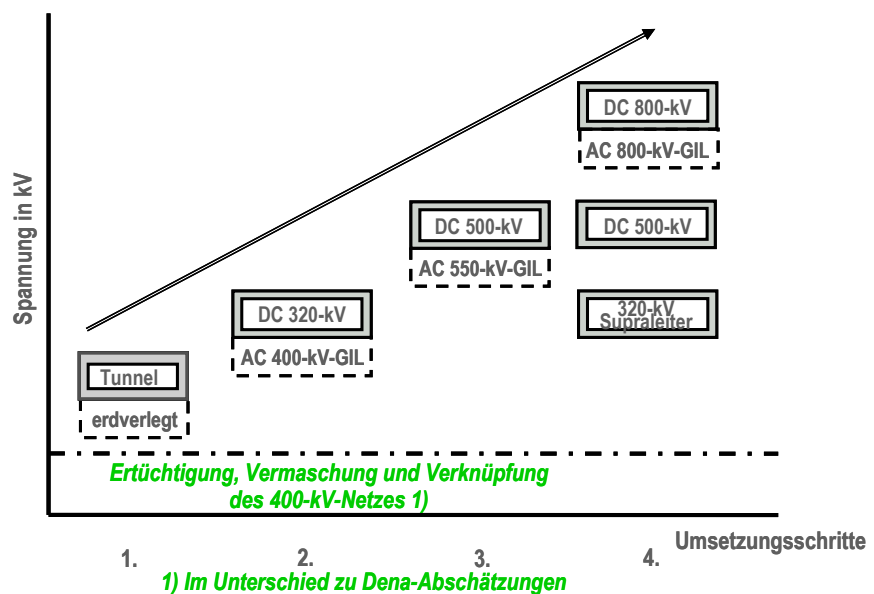 DC 800-kV
AC 800-kV-GIL
Spannung in kV
DC 500-kV
DC 500-kV
AC 550-kV-GIL
DC 320-kV
320-kV
Supraleiter
AC 400-kV-GIL
Tunnel
erdverlegt
Ertüchtigung, Vermaschung und Verknüpfung
des 400-kV-Netzes 1)
Umsetzungsschritte
1.
2.
3.
4.
1) Im Unterschied zu Dena-Abschätzungen